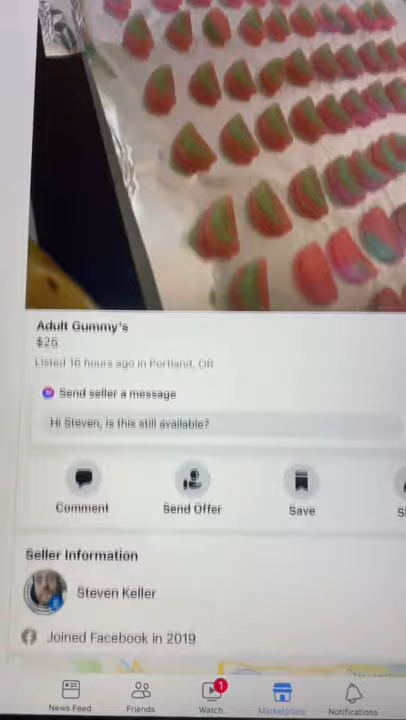 Adult Gummy's
$25
Listed 16 hours ago in Portland, OR
Send seller a message
Hi Steven, is this still available?
Comment
Send Offer
Save
Seller Information
Steven Keller
Joined Facebook in 2019
1
News Feed
Friends
Watch
Marketplace
Notifications